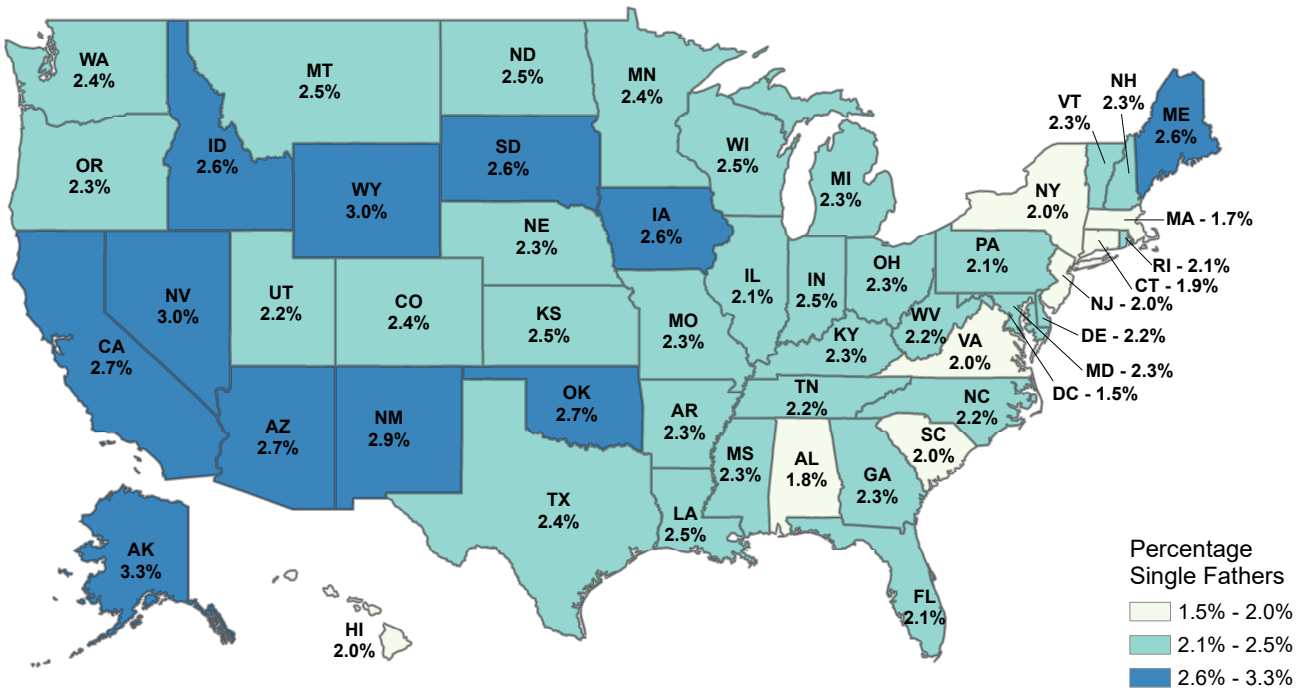 WA
2.4%
MT
2.5%
ND
2.5%
MN
2.4%
OR
2.3%
ID
2.6%
WY
3.0%
SD
2.6%
WI
2.5%
MI
2.3%
VT
2.3%
NH
2.3%
ME
2.6%
NY
2.0%
MA - 1.7%
RI - 2.1%
CT - 1.9%
NJ - 2.0%
DE - 2.2%
MD - 2.3%
DC - 1.5%
PA
2.1%
NV
3.0%
CA
2.7%
UT
2.2%
CO
2.4%
NE
2.3%
IA
2.6%
KS
2.5%
MO
2.3%
IL
2.1%
IN
2.5%
OH
2.3%
WV
2.2%
VA
2.0%
KY
2.3%
TN
2.2%
NC
2.2%
SC
2.0%
AZ
2.7%
NM
2.9%
OK
2.7%
AR
2.3%
MS
2.3%
AL
1.8%
GA
2.3%
TX
2.4%
LA
2.5%
FL
2.1%
AK
3.3%
HI
2.0%
Percentage
Single Fathers
1.5% - 2.0%
2.1% - 2.5%
2.6% - 3.3%